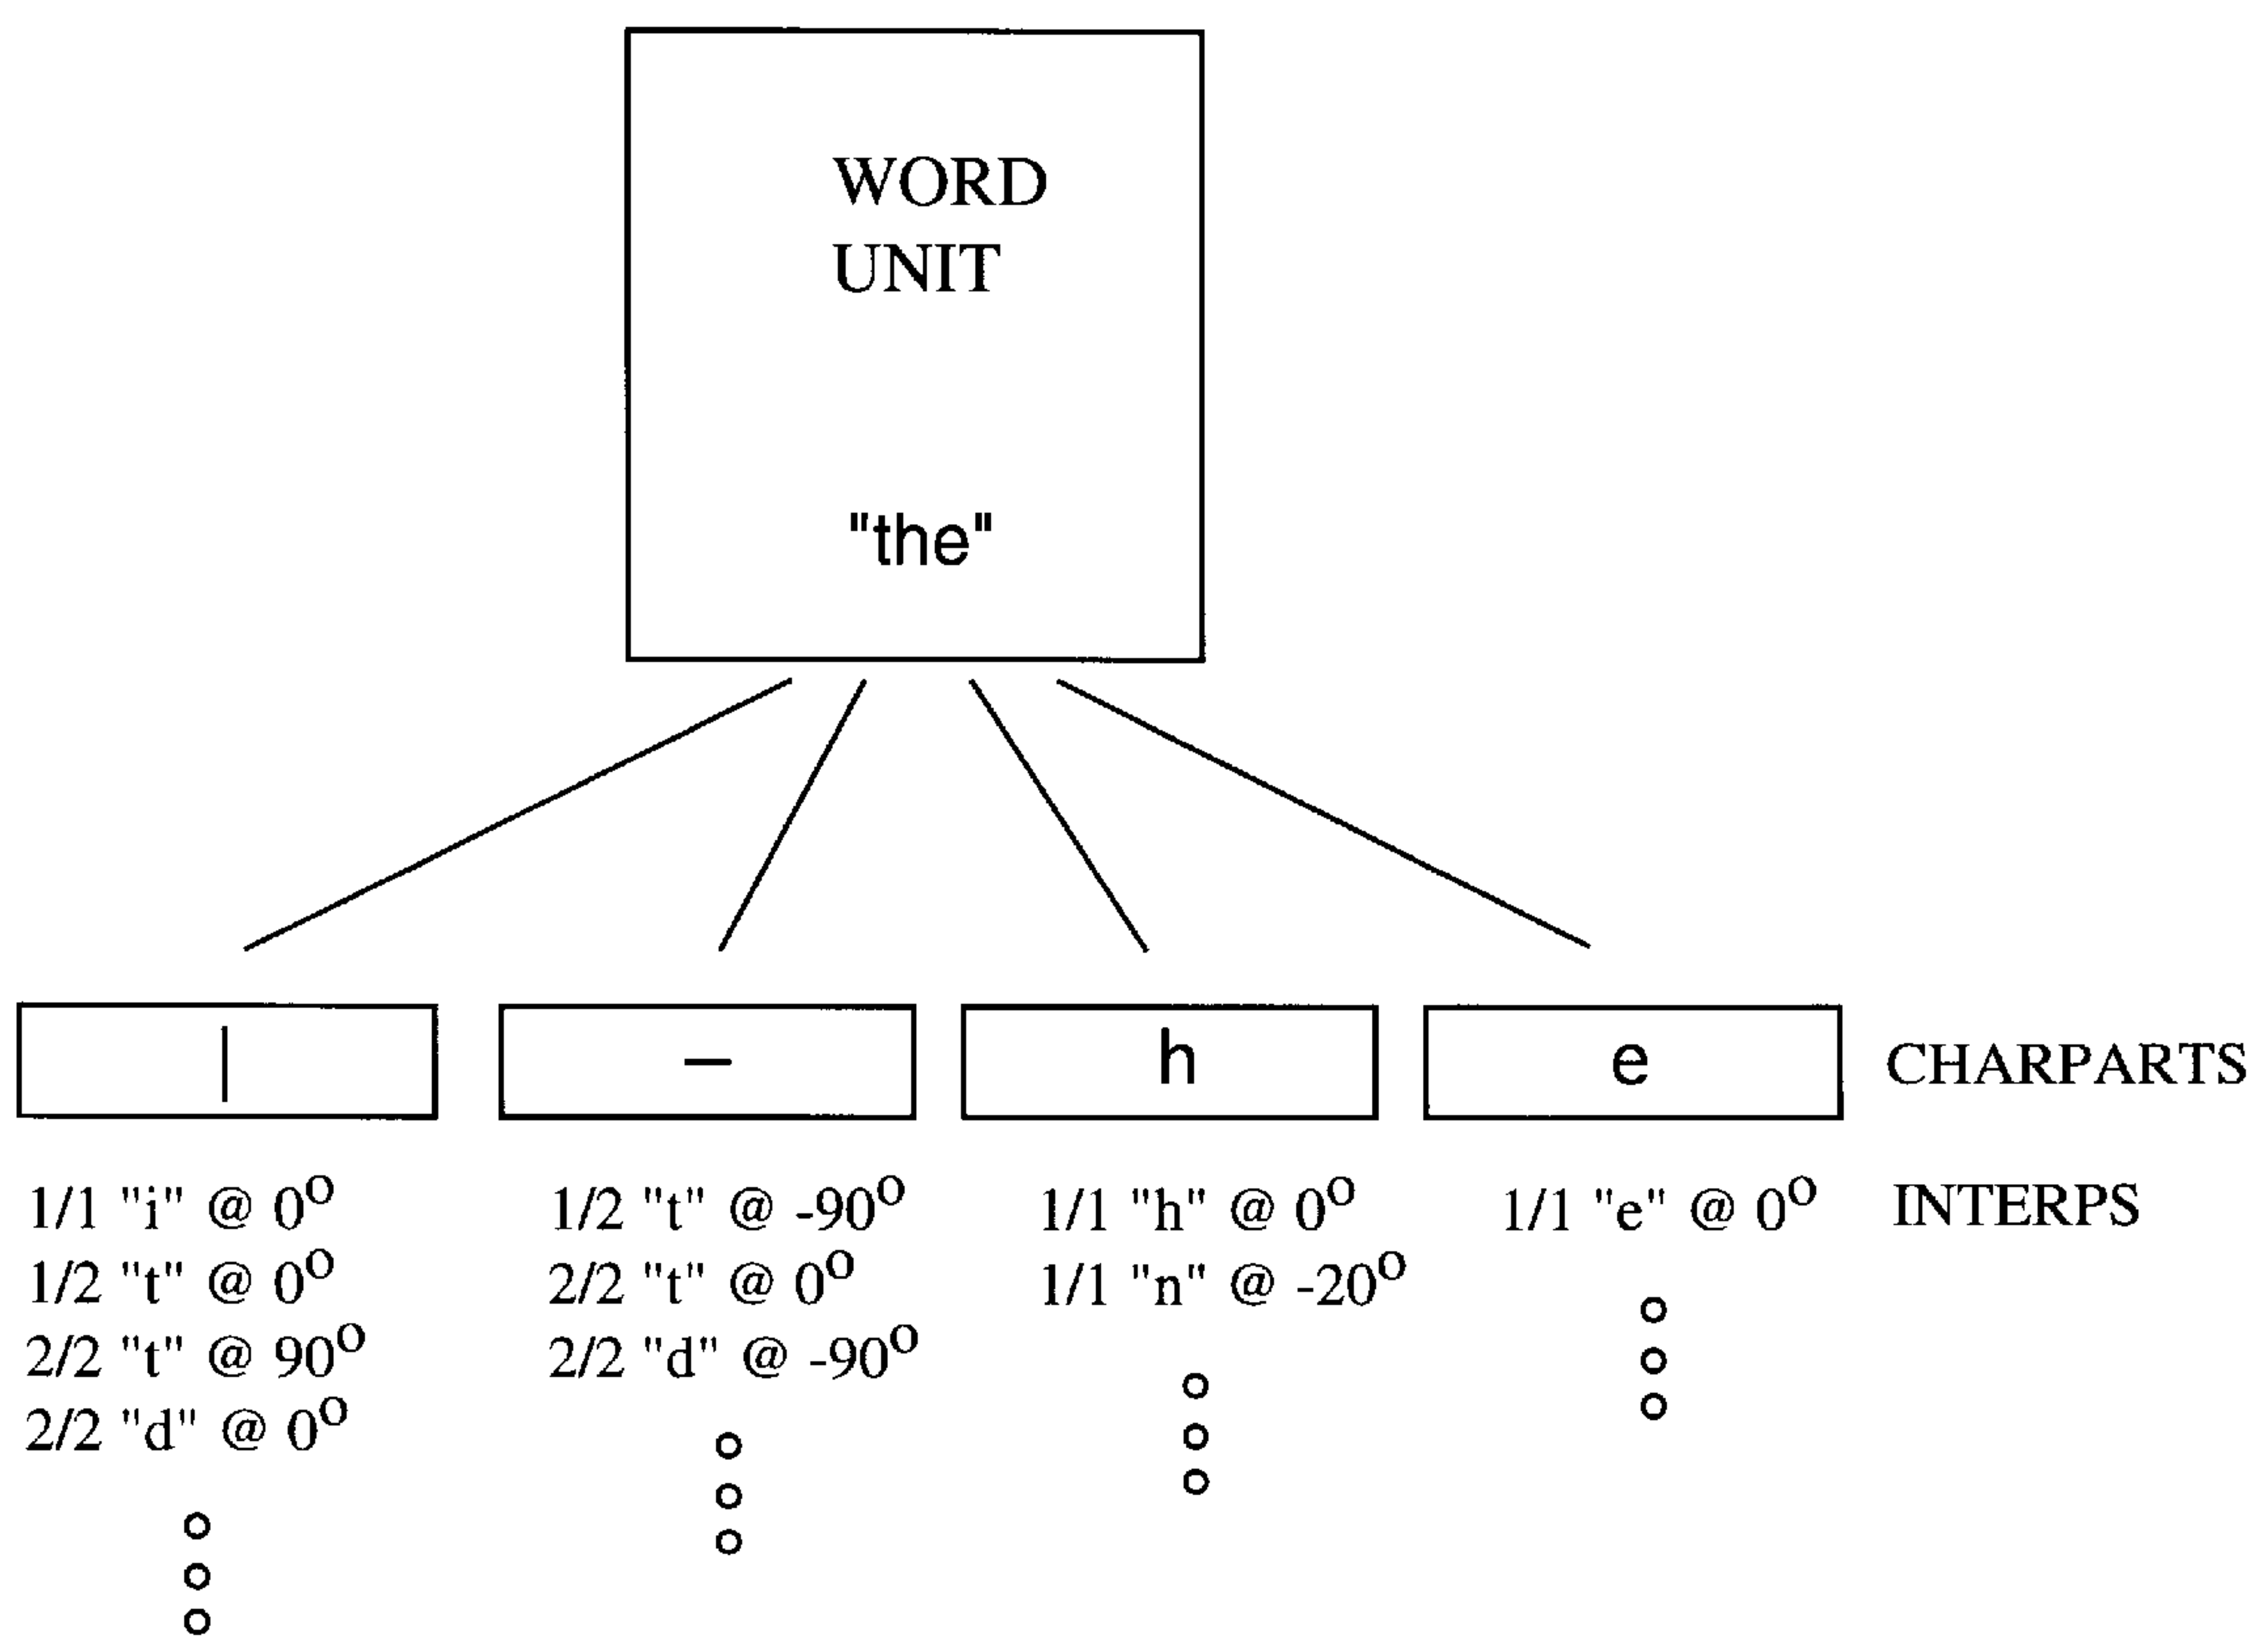 WORD
UNIT
"the"
| – h e CHARPARTS
1/1 "i" @ 0° 1/2 "t" @ -90° 1/1 "h" @ 0° 1/1 "e" @ 0° INTERPS
1/2 "t" @ 0° 2/2 "t" @ 0° 1/1 "n" @ -20°
2/2 "t" @ 90° 2/2 "d" @ -90°
2/2 "d" @ 0°